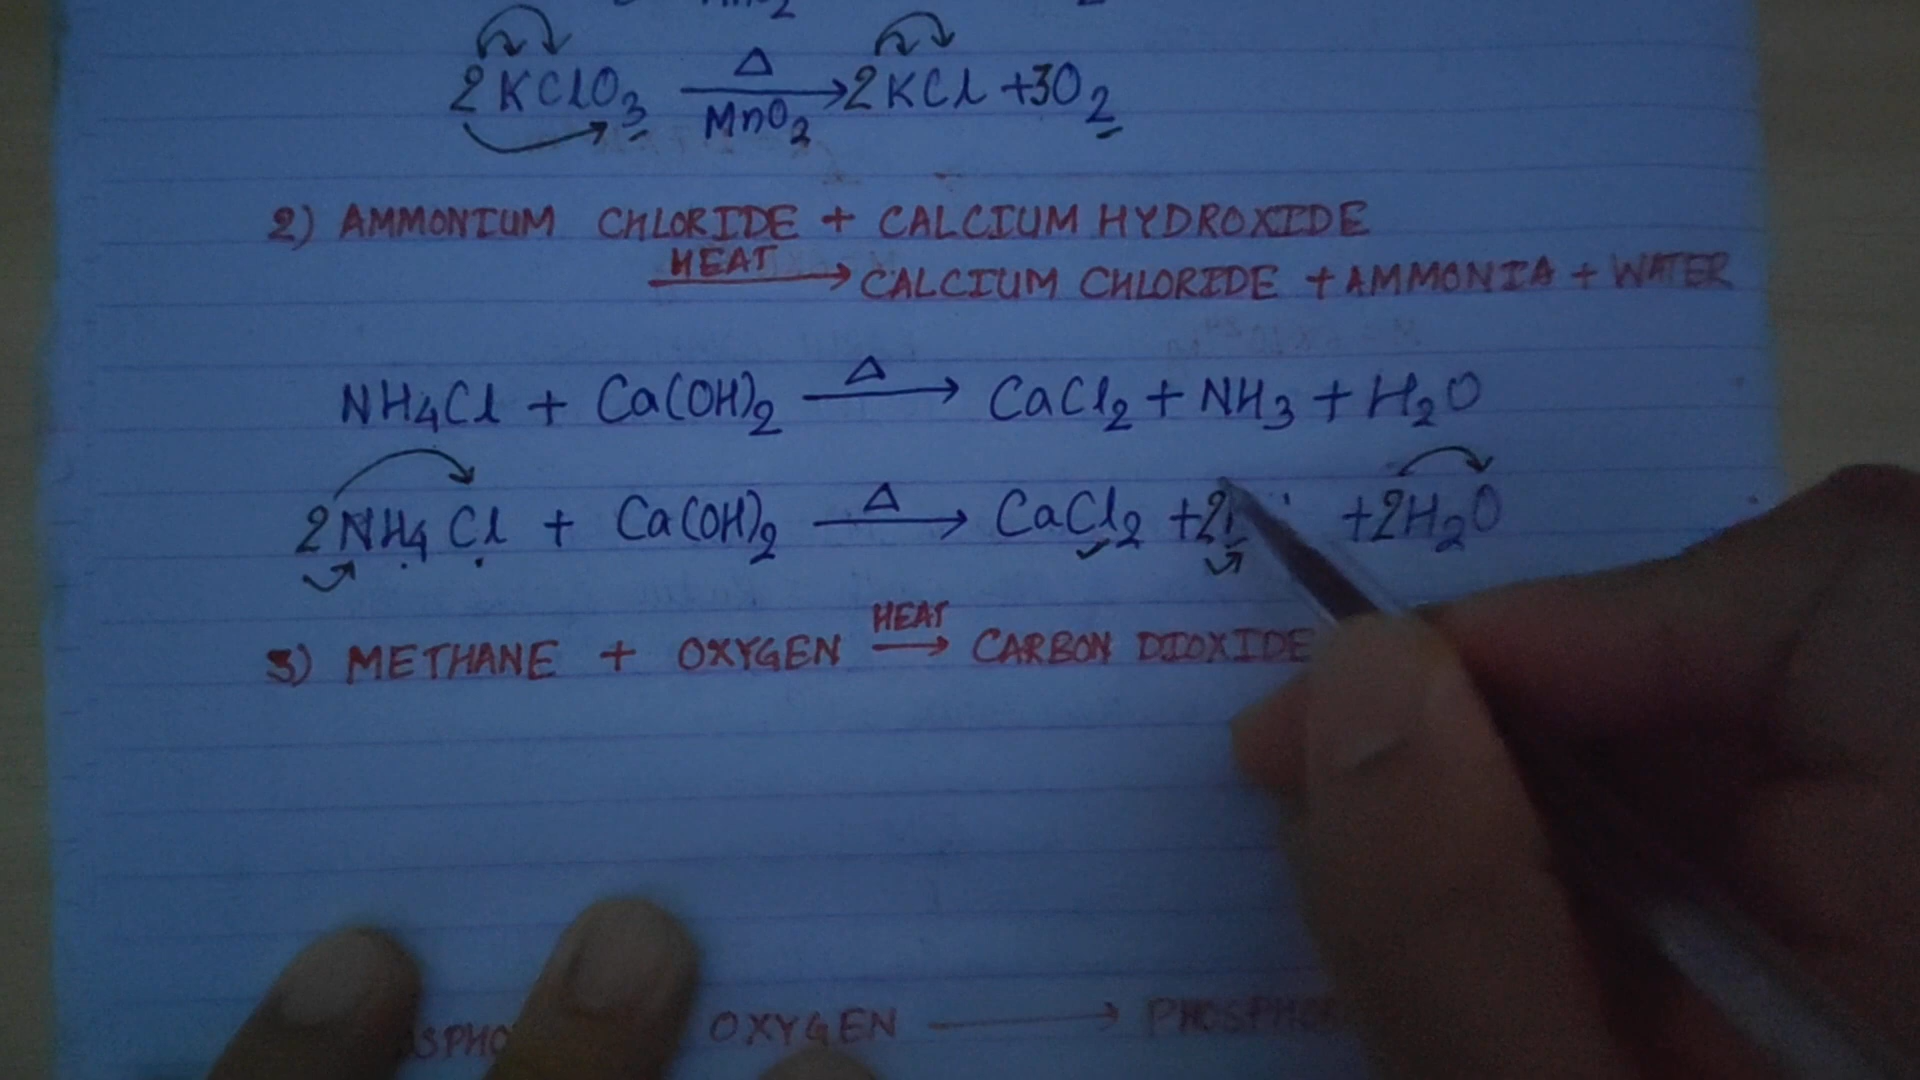 2KClO₃ Δ MnO₂ → 2KCl + 3O₂
2) AMMONIUM CHLORIDE + CALCIUM HYDROXIDE
HEAT → CALCIUM CHLORIDE + AMMONIA + WATER
NH₄Cl + Ca(OH)₂ Δ → CaCl₂ + NH₃ + H₂O
2NH₄Cl + Ca(OH)₂ Δ → CaCl₂ + 2 + 2H₂O
3) METHANE + OXYGEN HEAT → CARBON DIOXIDE
OXYGEN →